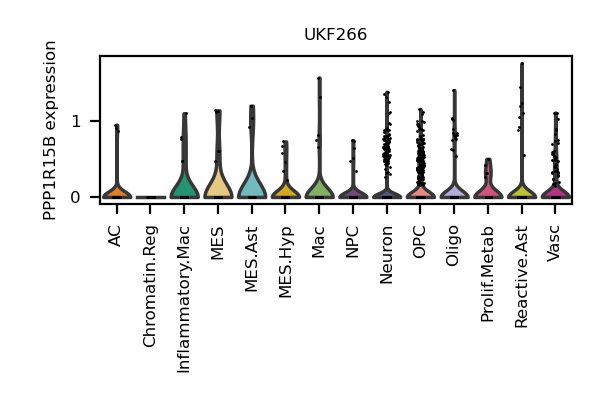 UKF266
PPP1R15B expression
1
0
AC
Chromatin.Reg
Inflammatory.Mac
MES
MES.Ast
MES.Hyp
Mac
NPC
Neuron
OPC
Oligo
Prolif.Metab
Reactive.Ast
Vasc